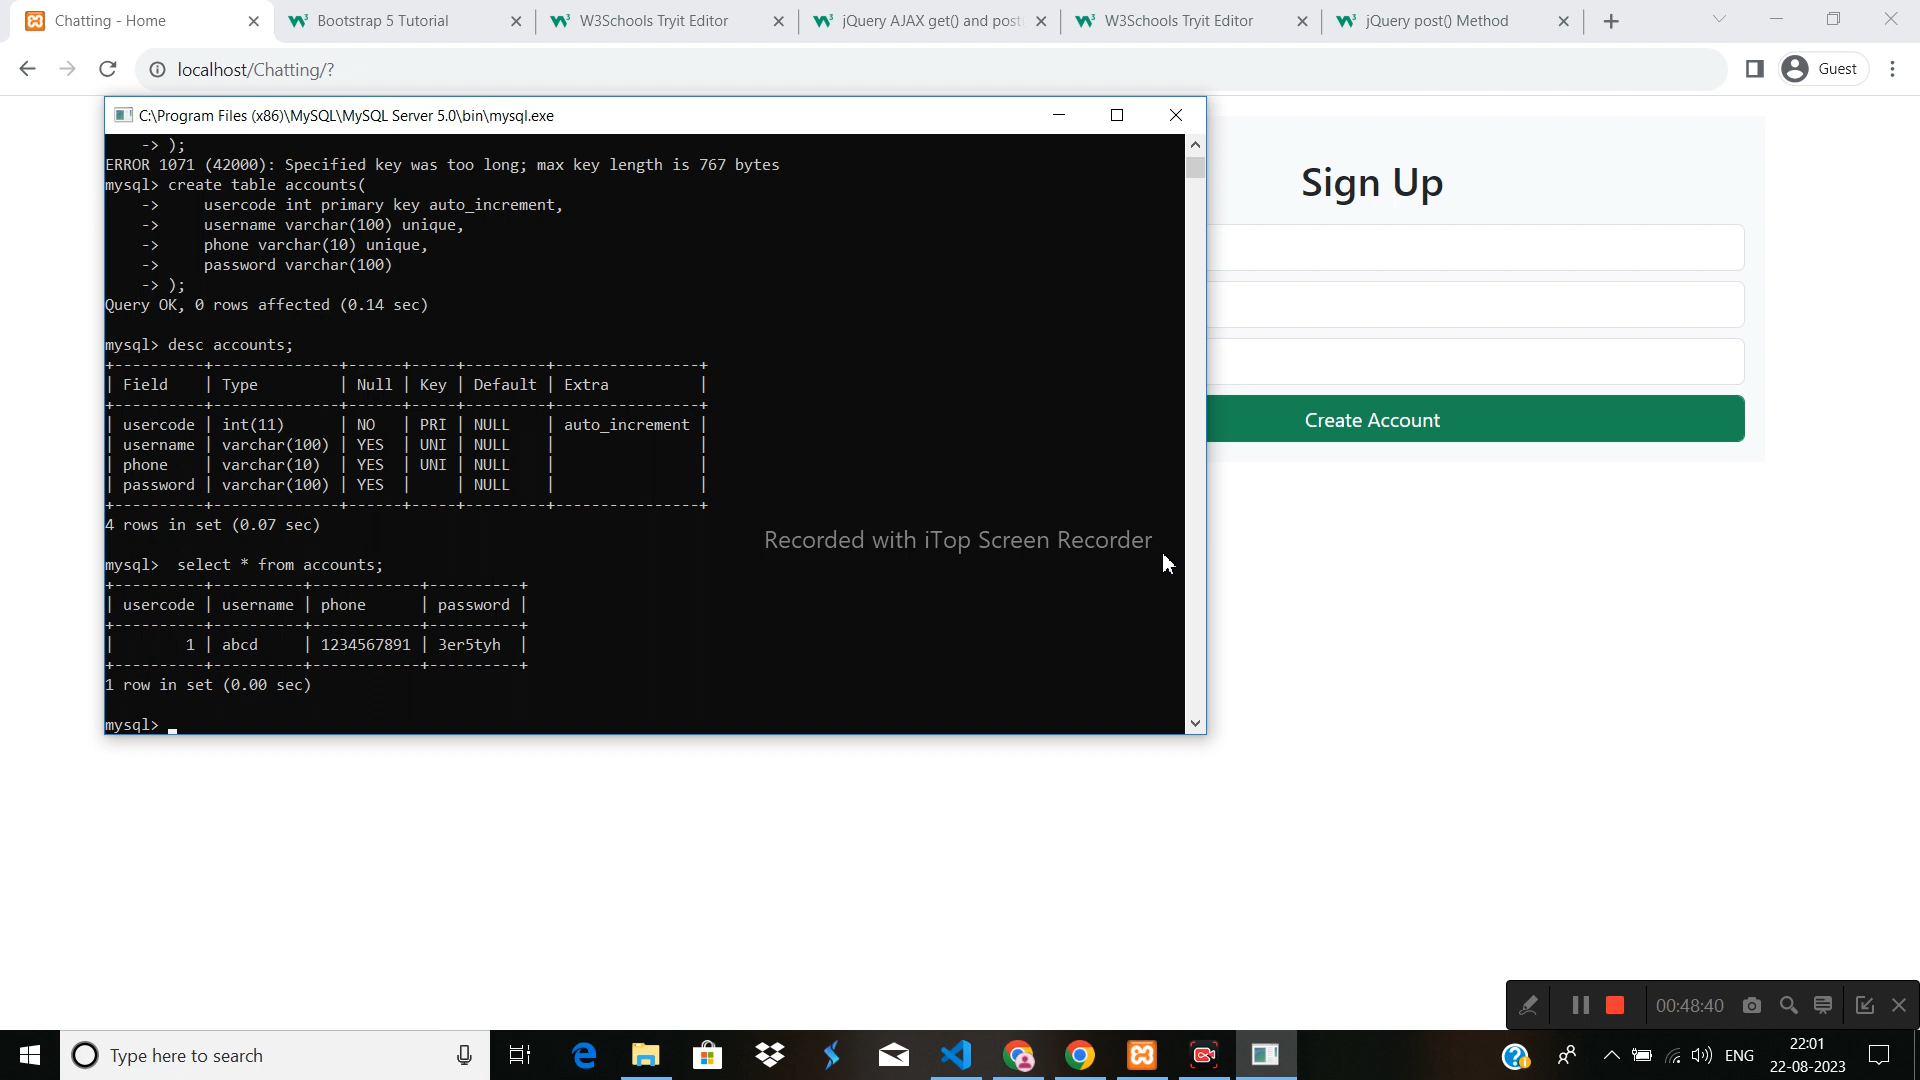 Chatting - Home
Bootstrap 5 Tutorial
W3Schools Tryit Editor
jQuery AJAX get() and post(
W3Schools Tryit Editor
jQuery post() Method
localhost/Chatting/?
Guest
C:\Program Files (x86)\MySQL\MySQL Server 5.0\bin\mysql.exe
-> );
ERROR 1071 (42000): Specified key was too long; max key length is 767 bytes
mysql> create table accounts(
->     usercode int primary key auto_increment,
->     username varchar(100) unique,
->     phone varchar(10) unique,
->     password varchar(100)
-> );
Query OK, 0 rows affected (0.14 sec)
mysql> desc accounts;
+----------+--------------+------+-----+---------+----------------+
| Field    | Type         | Null | Key | Default | Extra          |
+----------+--------------+------+-----+---------+----------------+
| usercode | int(11)      | NO   | PRI | NULL    | auto_increment |
| username | varchar(100) | YES  | UNI | NULL    |                |
| phone    | varchar(10)  | YES  | UNI | NULL    |                |
| password | varchar(100) | YES  |     | NULL    |                |
+----------+--------------+------+-----+---------+----------------+
4 rows in set (0.07 sec)
mysql>  select * from accounts;
+----------+----------+------------+----------+
| usercode | username | phone      | password |
+----------+----------+------------+----------+
|        1 | abcd     | 1234567891 | 3er5tyh  |
+----------+----------+------------+----------+
1 row in set (0.00 sec)
mysql> _
Sign Up
Create Account
Recorded with iTop Screen Recorder
00:48:40
Type here to search
ENG
22:01
22-08-2023